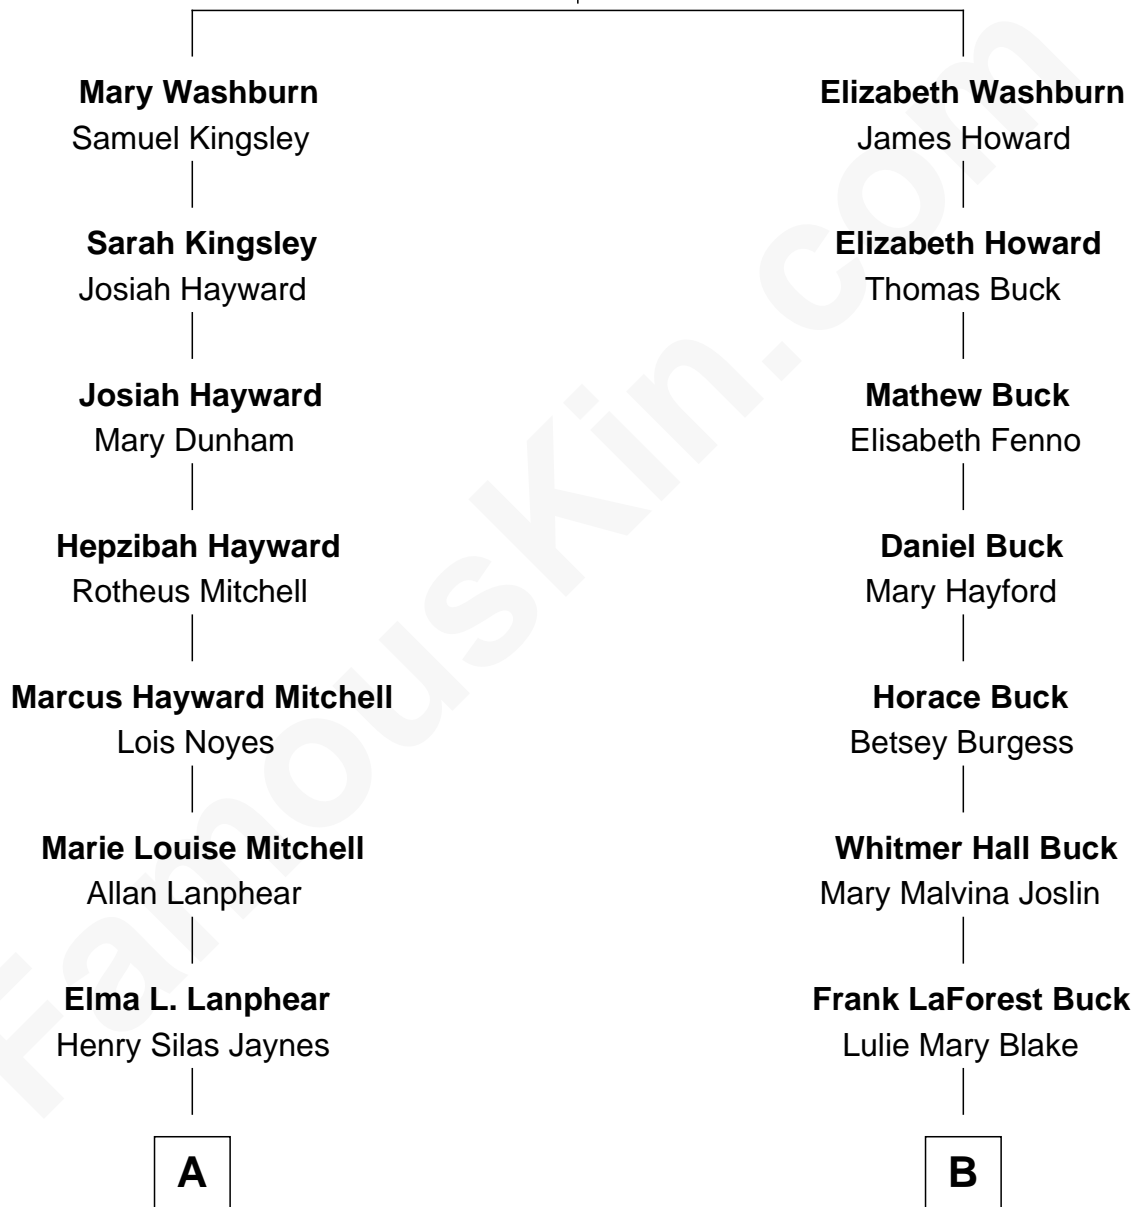 Mary Washburn
Samuel Kingsley
Sarah Kingsley
Josiah Hayward
Josiah Hayward
Mary Dunham
Hepzibah Hayward
Rotheus Mitchell
Marcus Hayward Mitchell
Lois Noyes
Marie Louise Mitchell
Allan Lanphear
Elma L. Lanphear
Henry Silas Jaynes
A
Elizabeth Washburn
James Howard
Elizabeth Howard
Thomas Buck
Mathew Buck
Elisabeth Fenno
Daniel Buck
Mary Hayford
Horace Buck
Betsey Burgess
Whitmer Hall Buck
Mary Malvina Joslin
Frank LaForest Buck
Lulie Mary Blake
B
FamousKin.com